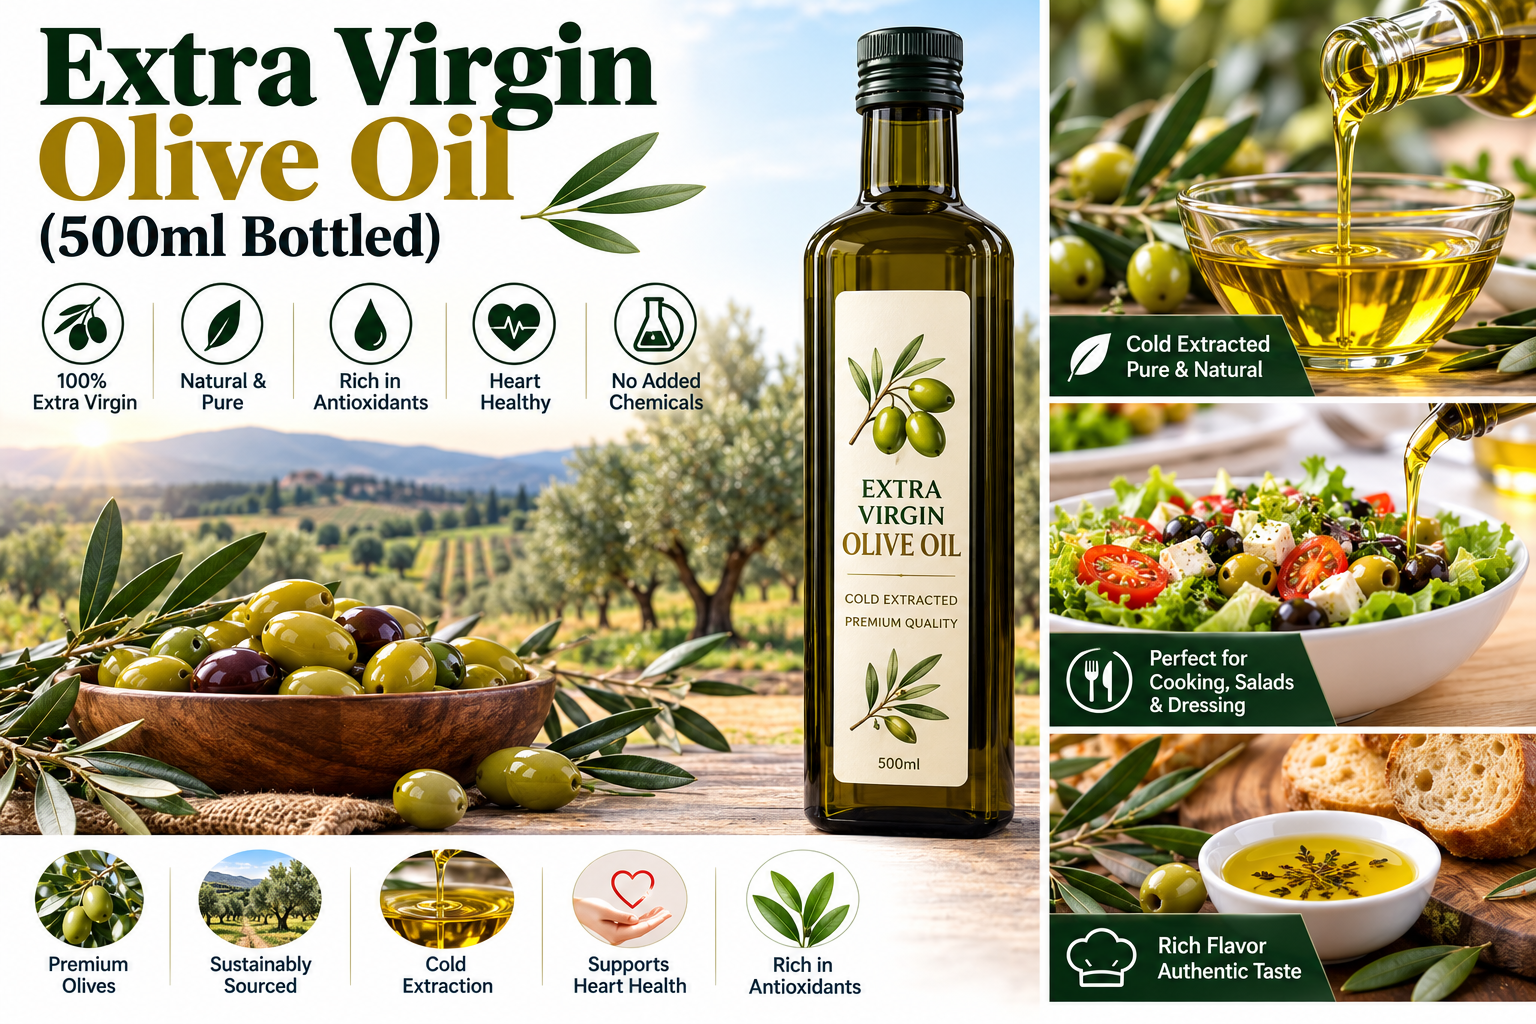 Extra Virgin
Olive Oil
(500ml Bottled)
100%
Extra Virgin
Natural &
Pure
Rich in
Antioxidants
Heart
Healthy
No Added
Chemicals
EXTRA
VIRGIN
OLIVE OIL
COLD EXTRACTED
PREMIUM QUALITY
500ml
Cold Extracted
Pure & Natural
Perfect for
Cooking, Salads
& Dressing
Rich Flavor
Authentic Taste
Premium
Olives
Sustainably
Sourced
Cold
Extraction
Supports
Heart Health
Rich in
Antioxidants